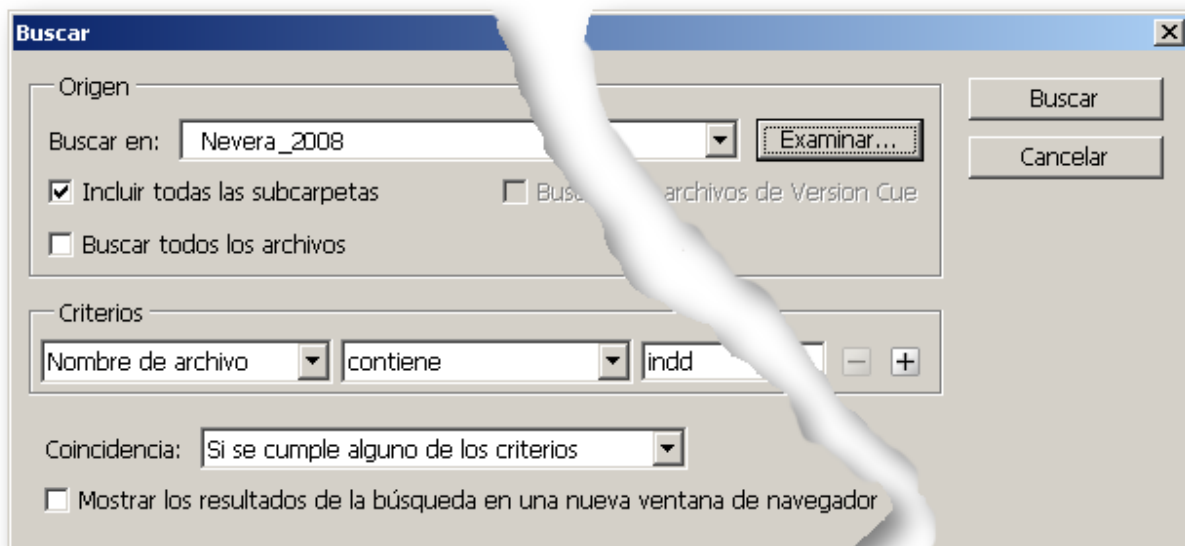 Buscar
Origen
Buscar
Buscar en: Nevera_2008 Examinar...
Cancelar
Incluir todas las subcarpetas archivos de Version Cue
Buscar todos los archivos
Criterios
Nombre de archivo contiene indd
Coincidencia: Si se cumple alguno de los criterios
Mostrar los resultados de la búsqueda en una nueva ventana de navegador